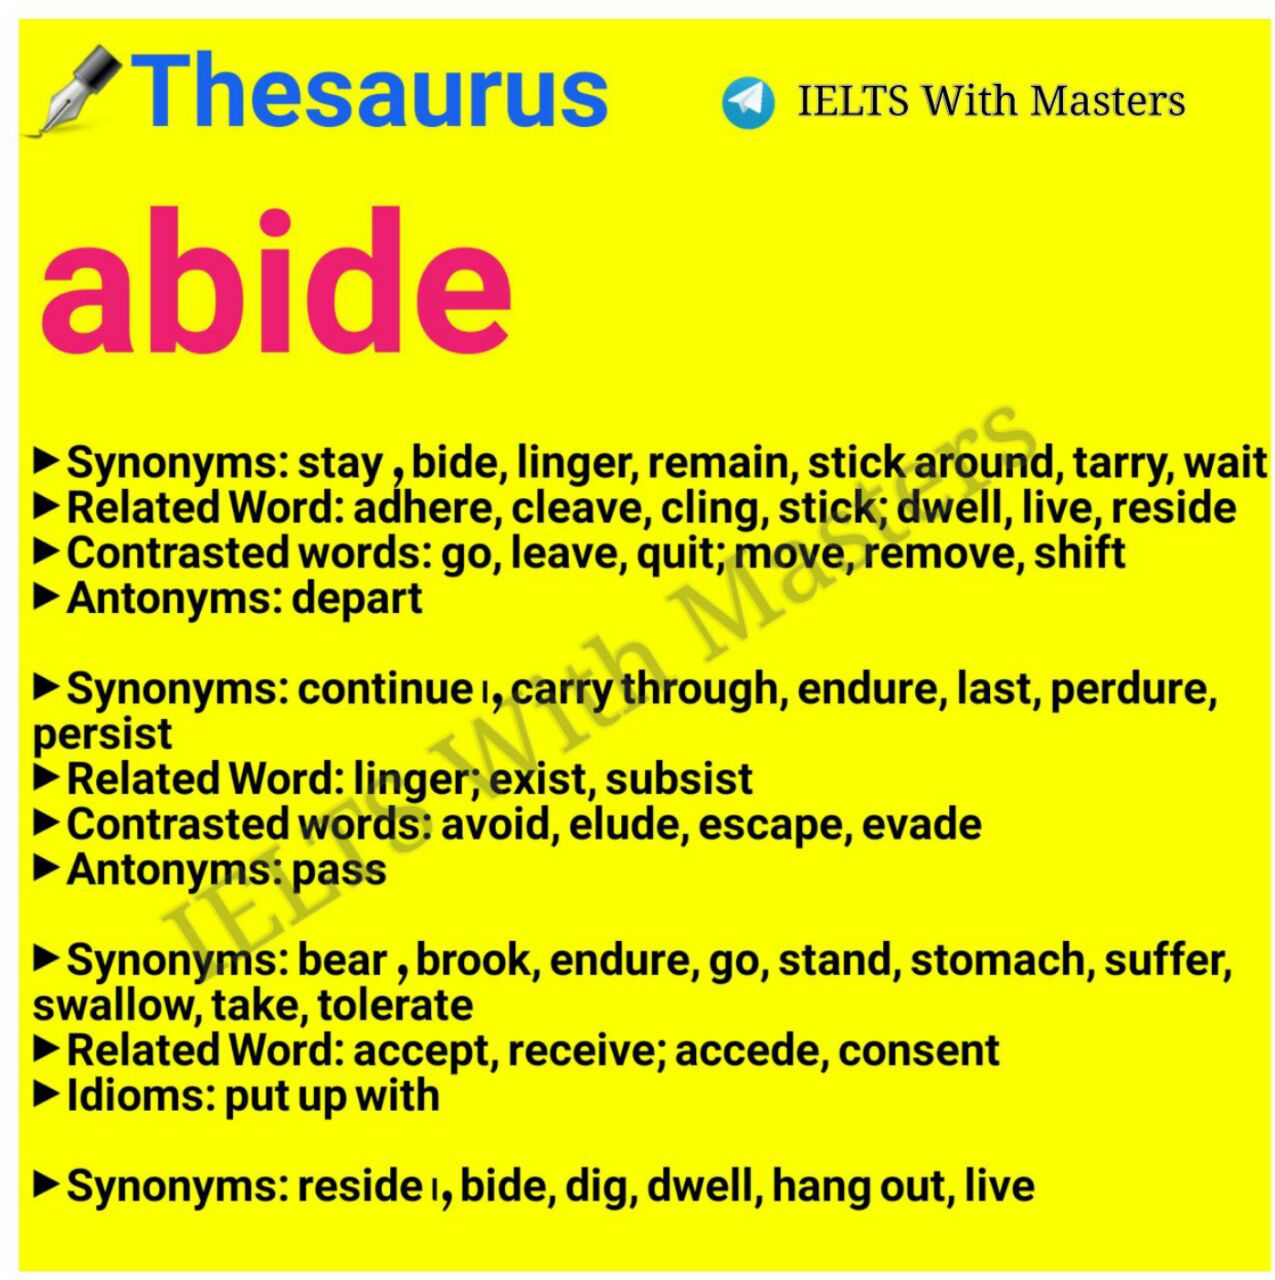 Thesaurus
IELTS With Masters
abide
►Synonyms: stay , bide, linger, remain, stick around, tarry, wait
►Related Word: adhere, cleave, cling, stick; dwell, live, reside
►Contrasted words: go, leave, quit; move, remove, shift
►Antonyms: depart
►Synonyms: continue ı, carry through, endure, last, perdure,
persist
►Related Word: linger; exist, subsist
►Contrasted words: avoid, elude, escape, evade
►Antonyms: pass
►Synonyms: bear , brook, endure, go, stand, stomach, suffer,
swallow, take, tolerate
►Related Word: accept, receive; accede, consent
►Idioms: put up with
►Synonyms: reside ı, bide, dig, dwell, hang out, live
IELTS With Masters